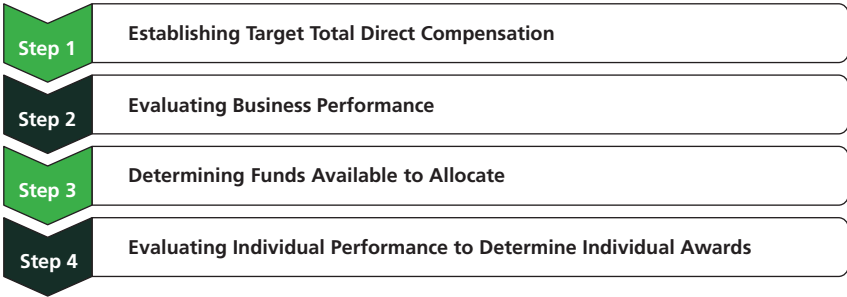 Step 1
Establishing Target Total Direct Compensation
Step 2
Evaluating Business Performance
Step 3
Determining Funds Available to Allocate
Step 4
Evaluating Individual Performance to Determine Individual Awards